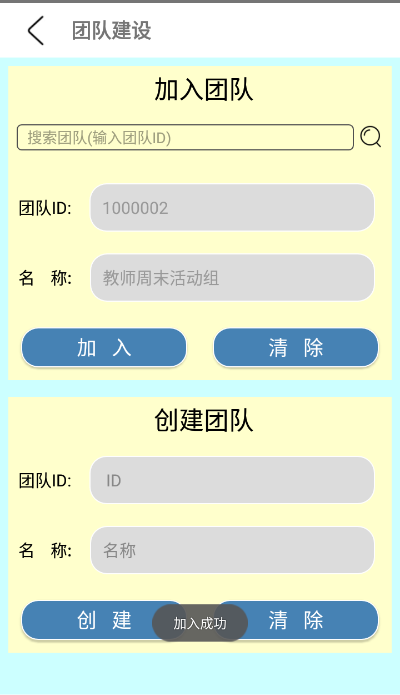 团队建设
加入团队
搜索团队(输入团队ID)
团队ID: 1000002
名 称: 教师周末活动组
加 入 清 除
创建团队
团队ID: ID
名 称: 名称
创 建 加入成功 清 除